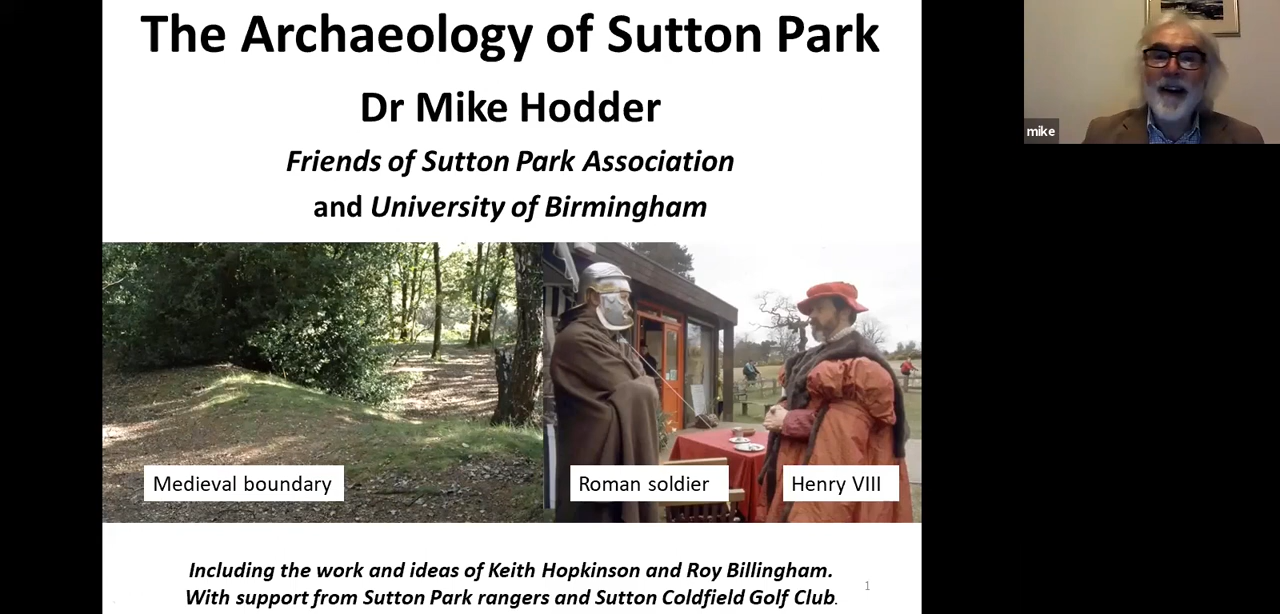 The Archaeology of Sutton Park
Dr Mike Hodder
Friends of Sutton Park Association
and University of Birmingham
Medieval boundary
Roman soldier
Henry VIII
Including the work and ideas of Keith Hopkinson and Roy Billingham.
With support from Sutton Park rangers and Sutton Coldfield Golf Club.
1
mike